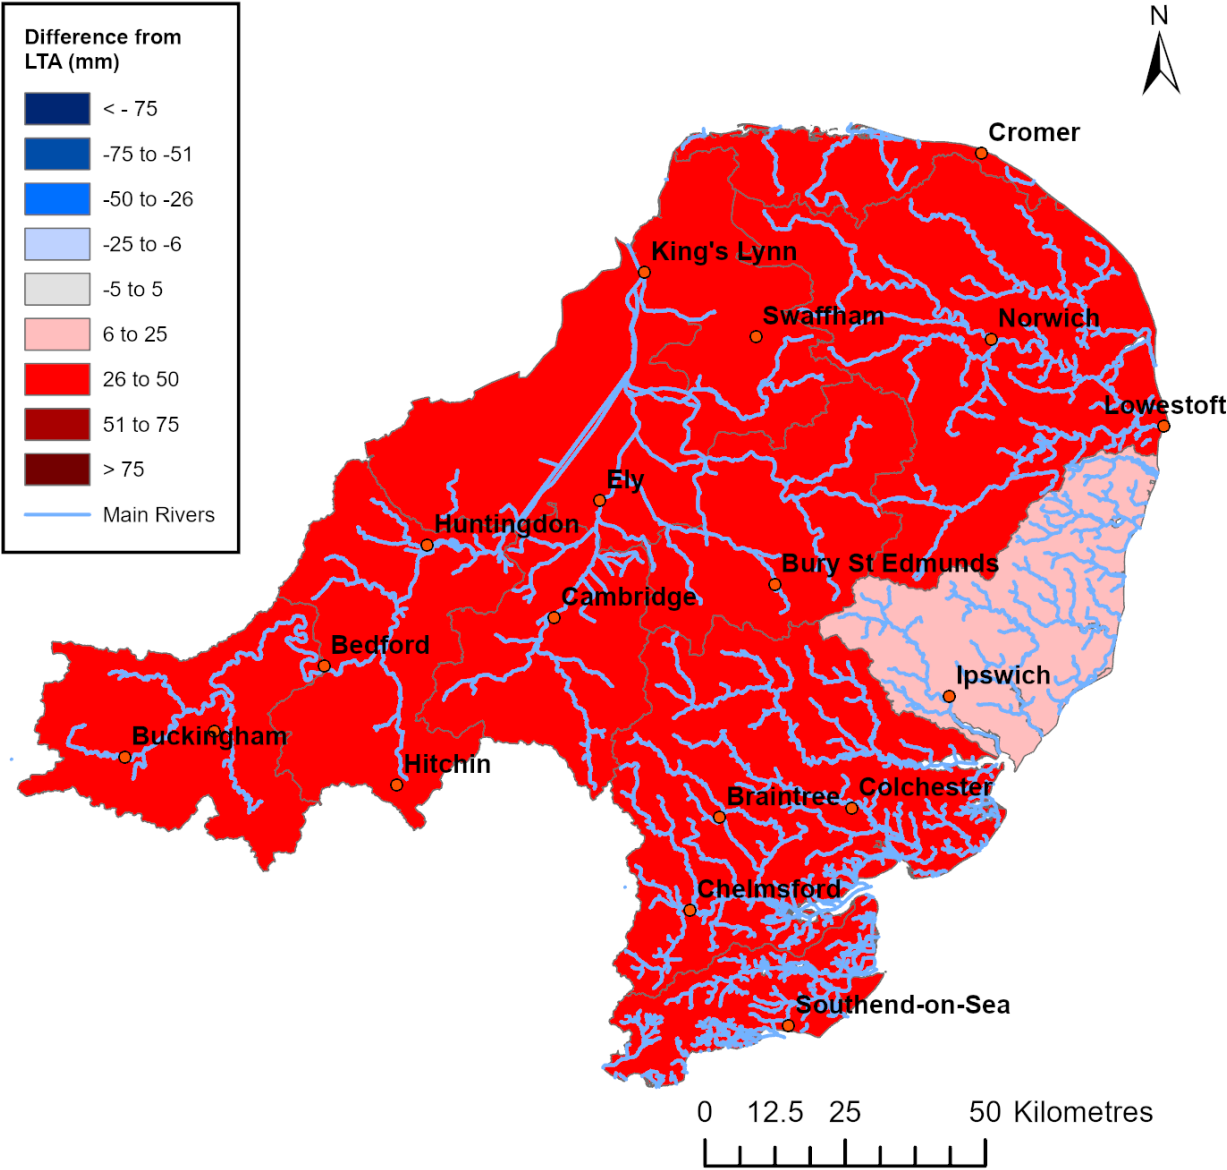 Difference from
LTA (mm)
< - 75
-75 to -51
-50 to -26
-25 to -6
-5 to 5
6 to 25
26 to 50
51 to 75
> 75
Main Rivers
N
Cromer
King's Lynn
Swaffham
Norwich
Lowestoft
Ely
Huntingdon
Bury St Edmunds
Cambridge
Bedford
Ipswich
Buckingham
Hitchin
Braintree
Colchester
Chelmsford
Southend-on-Sea
0 12.5 25 50 Kilometres